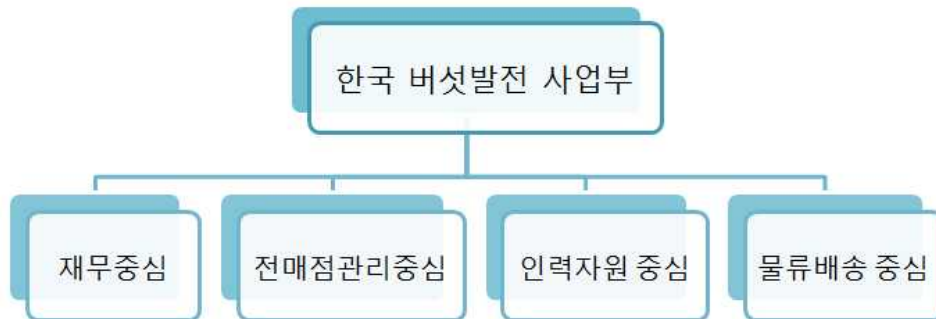 한국 버섯발전 사업부
재무중심
전매점관리중심
인력자원 중심
물류배송 중심